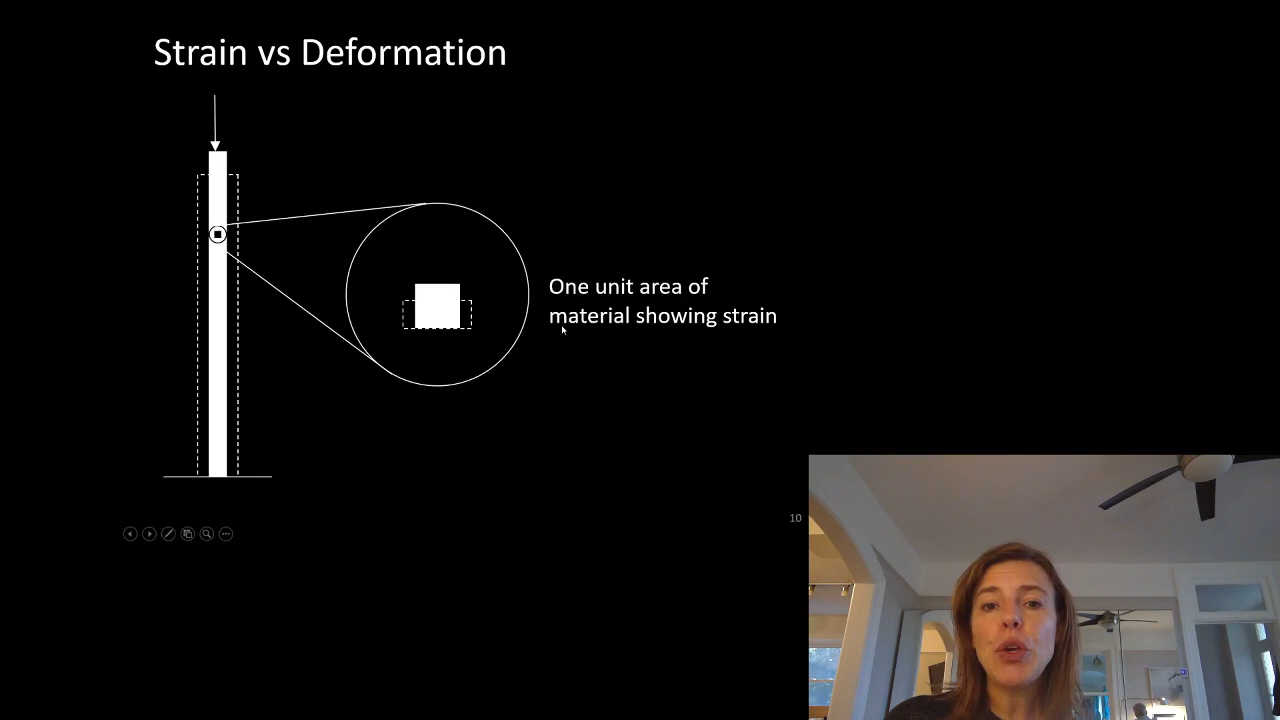 Strain vs Deformation
One unit area of
material showing strain
10